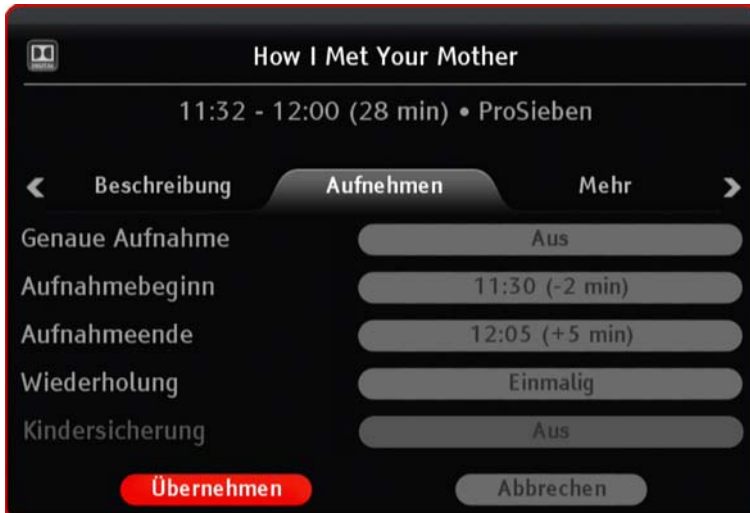 How I Met Your Mother
11:32 - 12:00 (28 min) • ProSieben
Beschreibung Aufnehmen Mehr
Genaue Aufnahme Aus
Aufnahmebeginn 11:30 (-2 min)
Aufnahmeende 12:05 (+5 min)
Wiederholung Einmalig
Kindersicherung Aus
Übernehmen Abbrechen